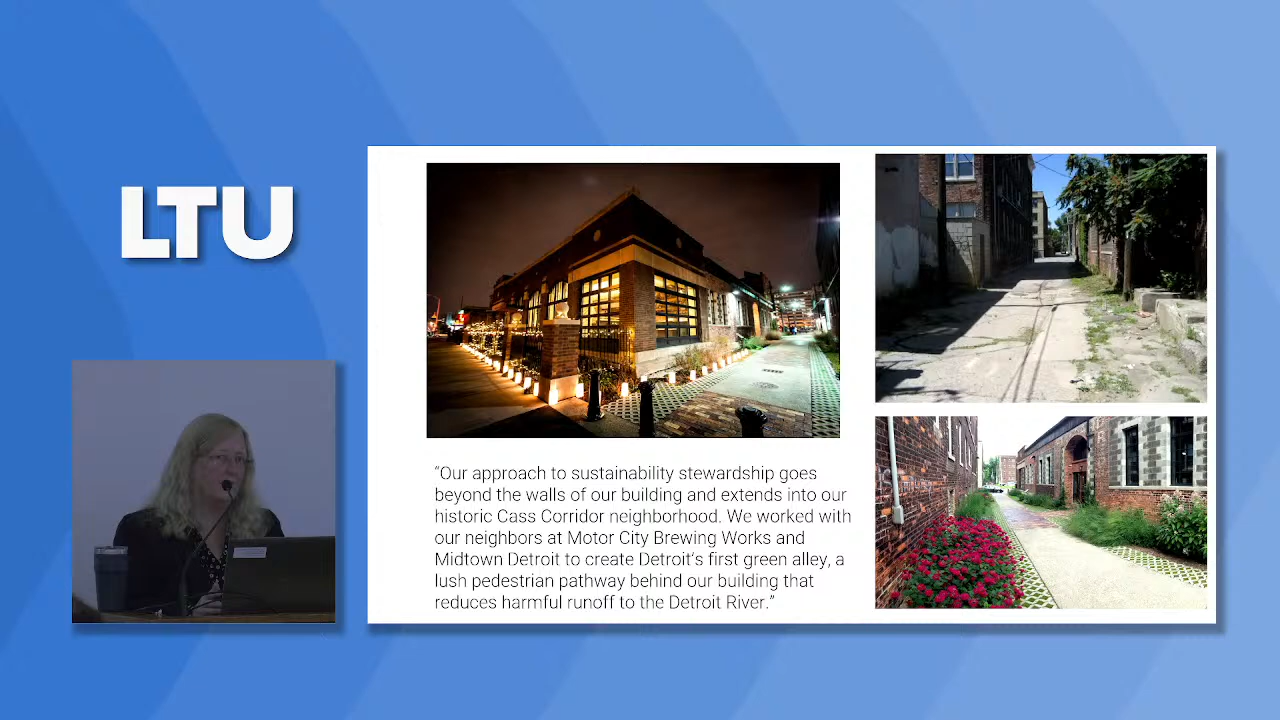 LTU
“Our approach to sustainability stewardship goes
beyond the walls of our building and extends into our
historic Cass Corridor neighborhood. We worked with
our neighbors at Motor City Brewing Works and
Midtown Detroit to create Detroit’s first green alley, a
lush pedestrian pathway behind our building that
reduces harmful runoff to the Detroit River.”